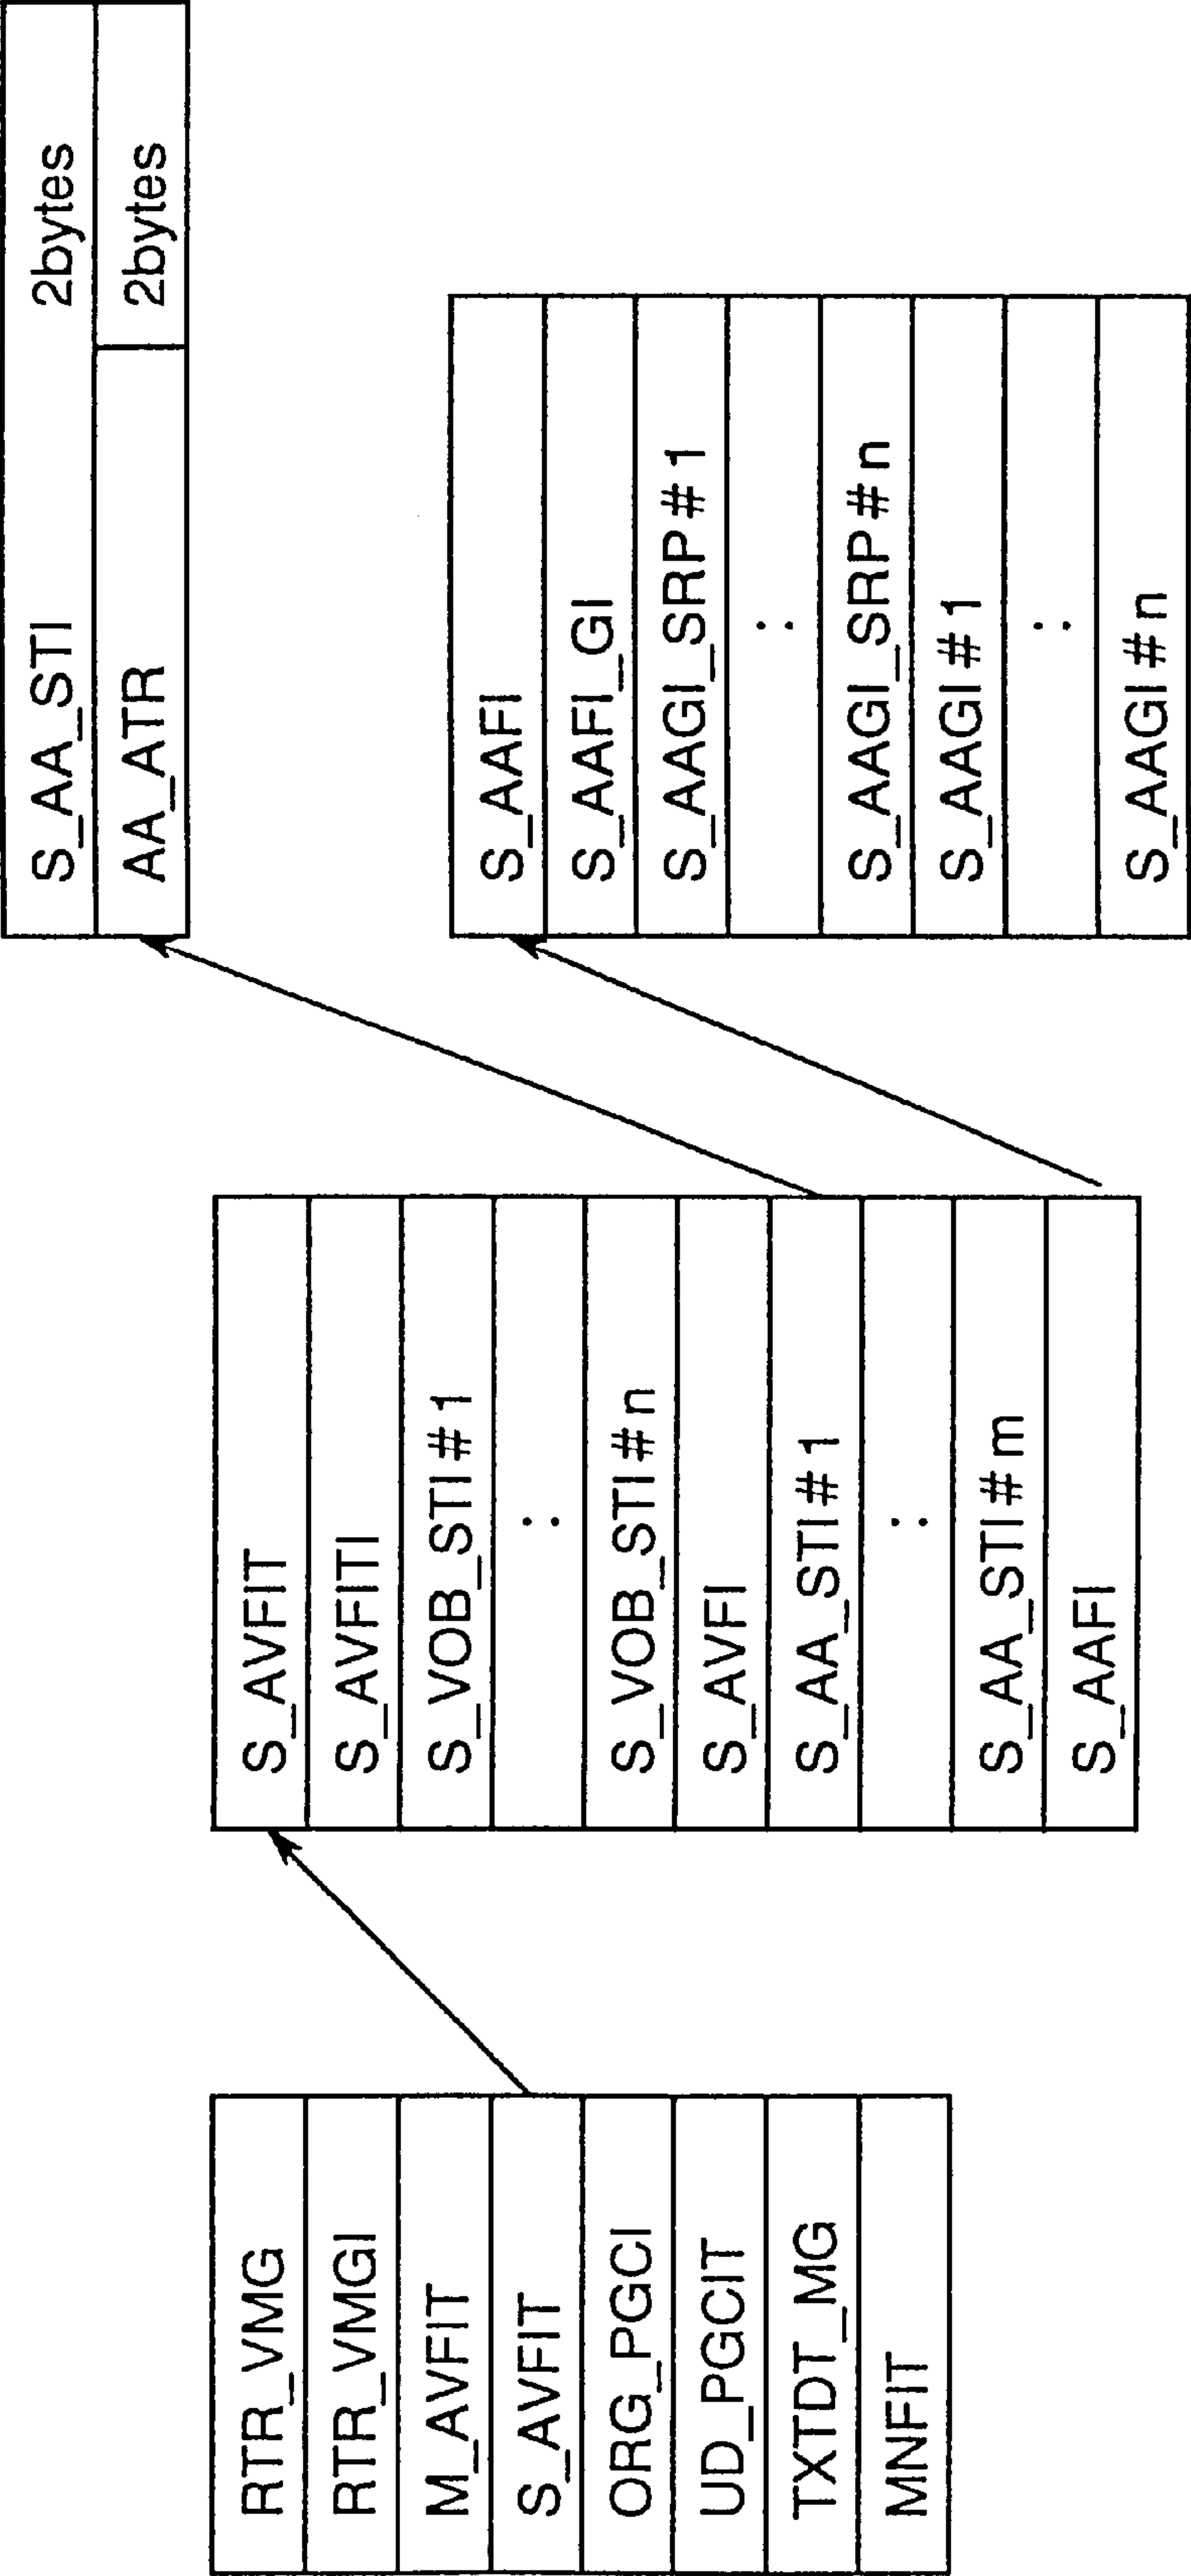 RTR_VMG
RTR_VMGI
M_AVFIT
S_AVFIT
ORG_PGCI
UD_PGCIT
TXTDT_MG
MNFIT
S_AVFIT
S_AVFITI
S_VOB_STI#1
:
S_VOB_STI#n
S_AVFI
S_AA_STI#1
:
S_AA_STI#m
S_AAFI
S_AA_STI 2bytes
AA_ATR 2bytes
S_AAFI
S_AAFI_GI
S_AAGI_SRP#1
:
S_AAGI_SRP#n
S_AAGI#1
:
S_AAGI#n